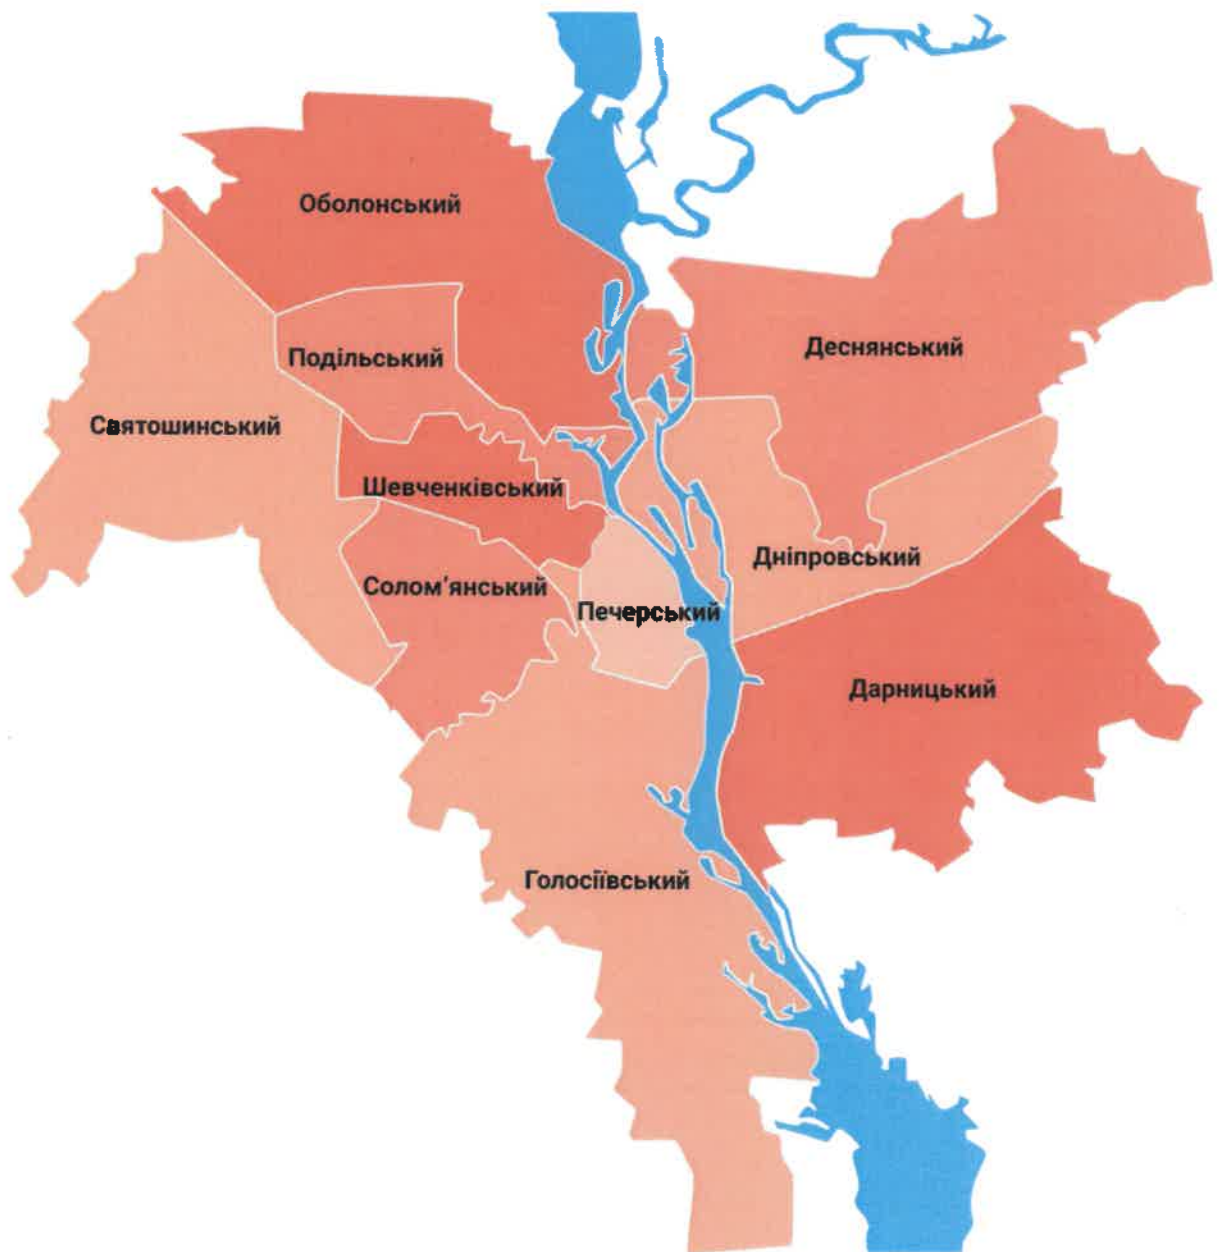 Оболонський
Деснянський
Подільський
Святошинський
Шевченківський
Дніпровський
Солом'янський
Печерський
Дарницький
Голосіївський